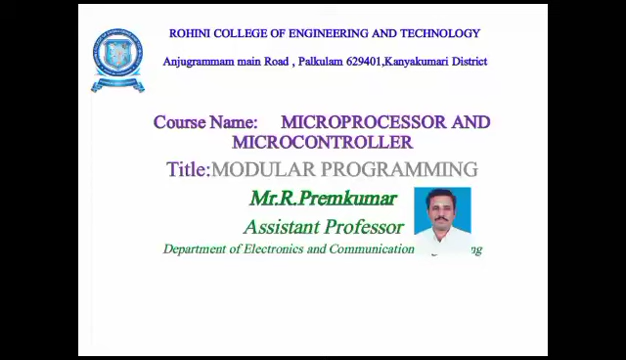 ROHINI COLLEGE OF ENGINEERING AND TECHNOLOGY
Anjugrammam main Road , Palkulam 629401,Kanyakumari District
Course Name: MICROPROCESSOR AND
MICROCONTROLLER
Title:MODULAR PROGRAMMING
Mr.R.Premkumar
Assistant Professor
Department of Electronics and Communication ng